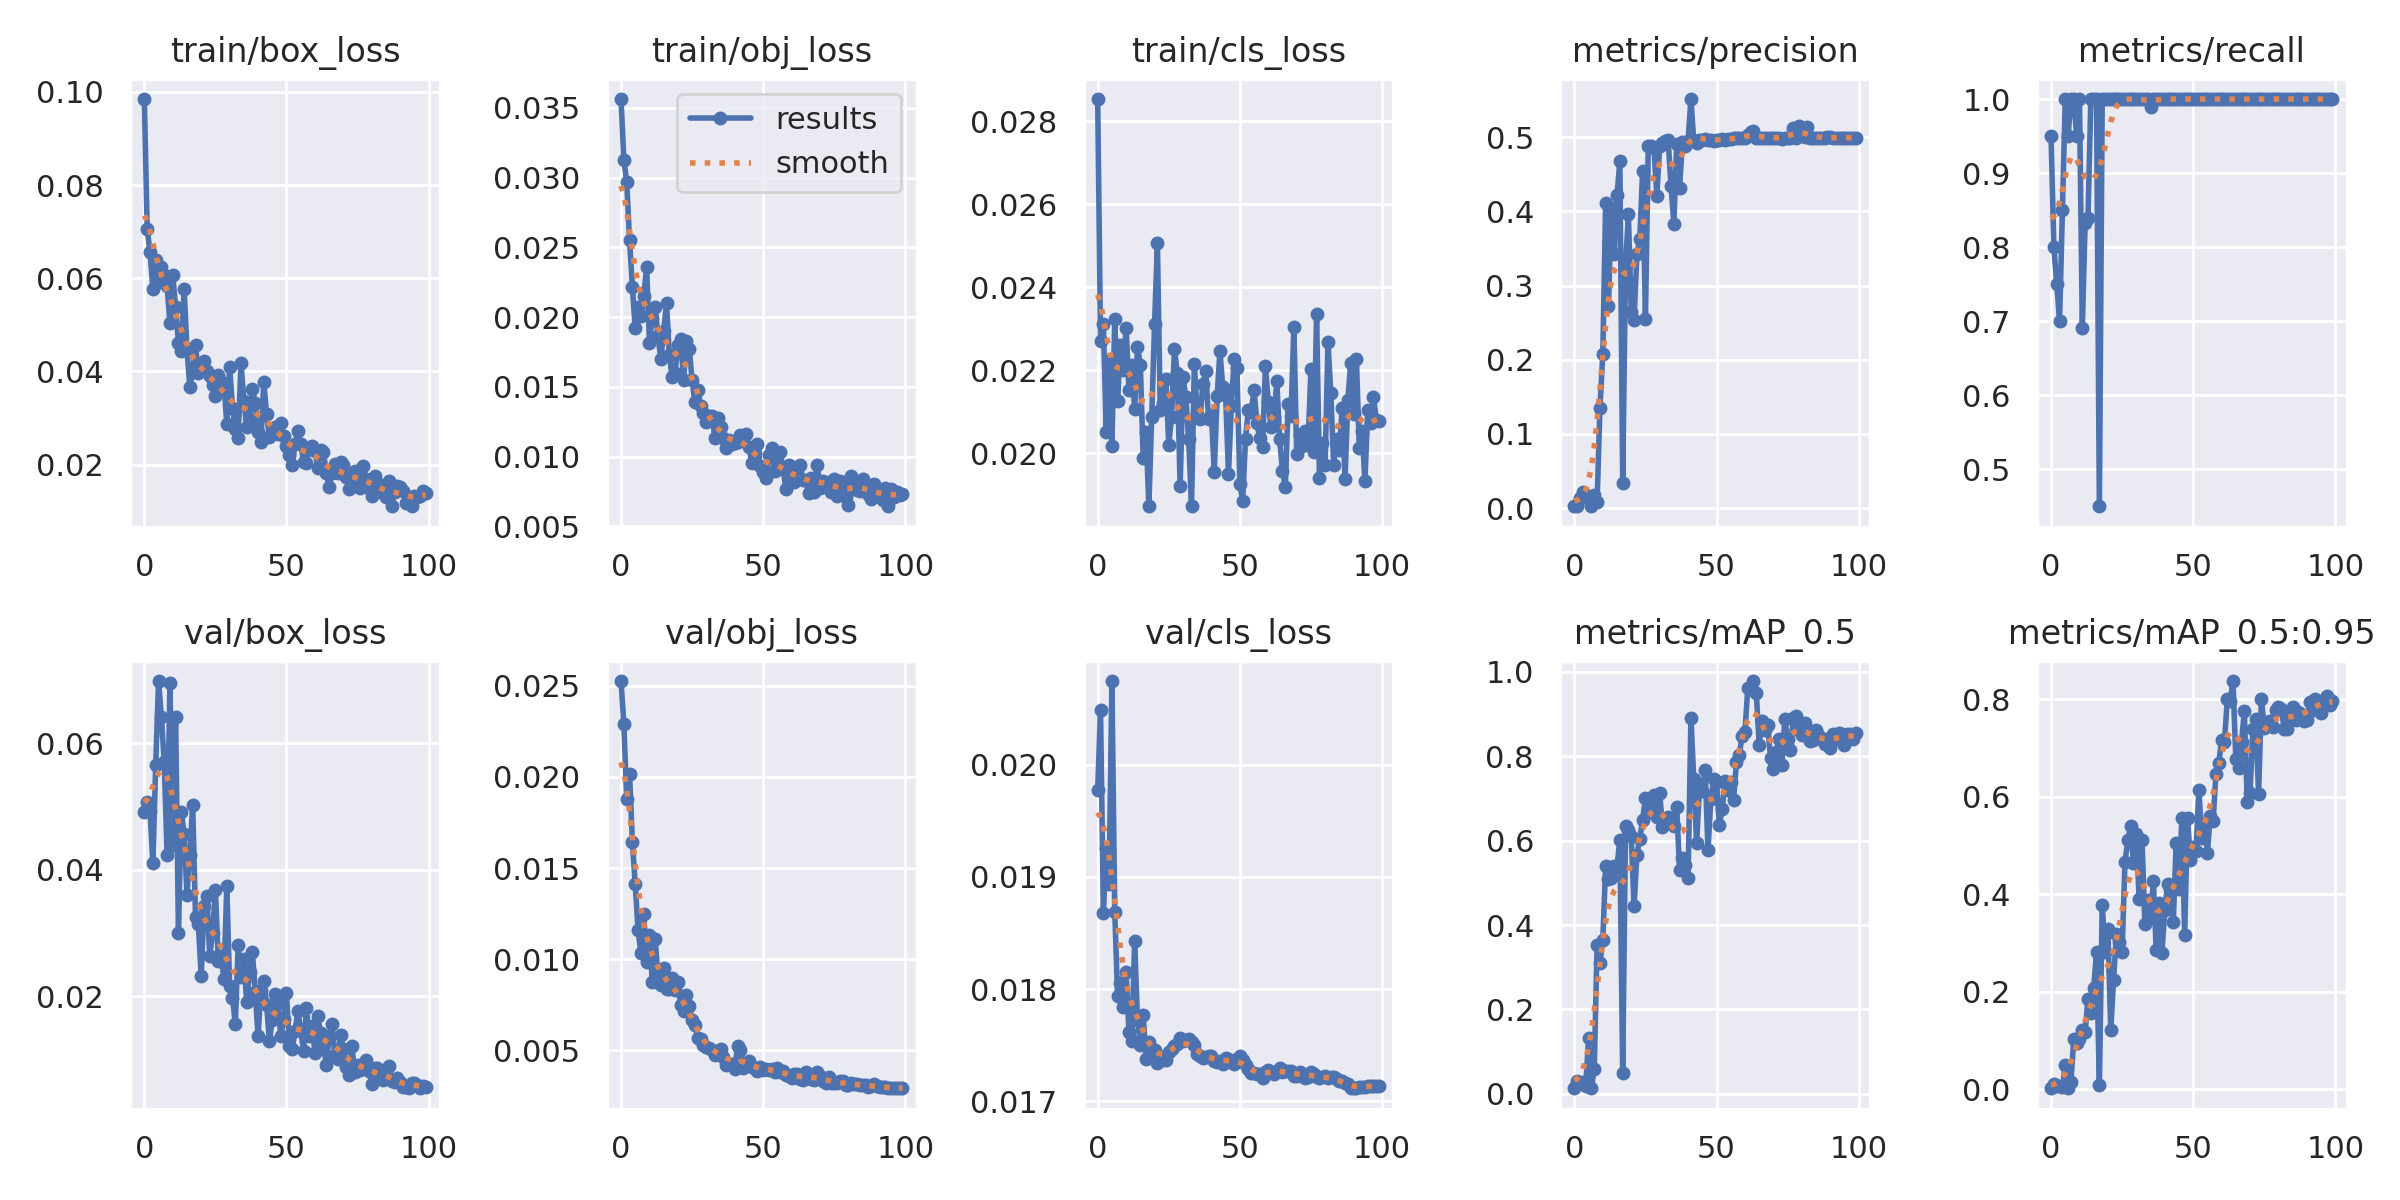 train/box_loss
0.10
0.08
0.06
0.04
0.02
0 50 100
train/obj_loss
results
smooth
0.035
0.030
0.025
0.020
0.015
0.010
0.005
0 50 100
train/cls_loss
0.028
0.026
0.024
0.022
0.020
0 50 100
metrics/precision
0.5
0.4
0.3
0.2
0.1
0.0
0 50 100
metrics/recall
1.0
0.9
0.8
0.7
0.6
0.5
0 50 100
val/box_loss
0.06
0.04
0.02
0 50 100
val/obj_loss
0.025
0.020
0.015
0.010
0.005
0 50 100
val/cls_loss
0.020
0.019
0.018
0.017
0 50 100
metrics/mAP_0.5
1.0
0.8
0.6
0.4
0.2
0.0
0 50 100
metrics/mAP_0.5:0.95
0.8
0.6
0.4
0.2
0.0
0 50 100